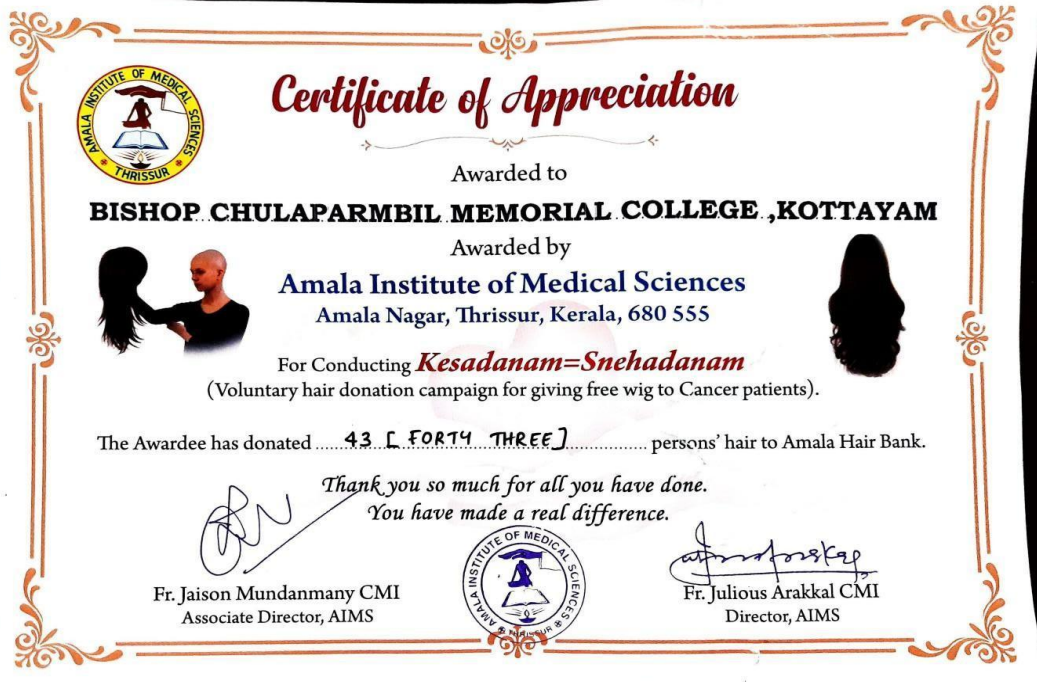 AMALA INSTITUTE OF MEDICAL SCIENCES
THRISSUR
Certificate of Appreciation
Awarded to
BISHOP CHULAPARMBIL MEMORIAL COLLEGE ,KOTTAYAM
Awarded by
Amala Institute of Medical Sciences
Amala Nagar, Thrissur, Kerala, 680 555
For Conducting Kesadanam=Snehadanam
(Voluntary hair donation campaign for giving free wig to Cancer patients).
The Awardee has donated ..... 43 [ FORTY THREE] ............... persons' hair to Amala Hair Bank.
Thank you so much for all you have done.
You have made a real difference.
AMALA INSTITUTE OF MEDICAL SCIENCES
THRISSUR
Fr. Jaison Mundanmany CMI
Associate Director, AIMS
Fr. Julious Arakkal CMI
Director, AIMS